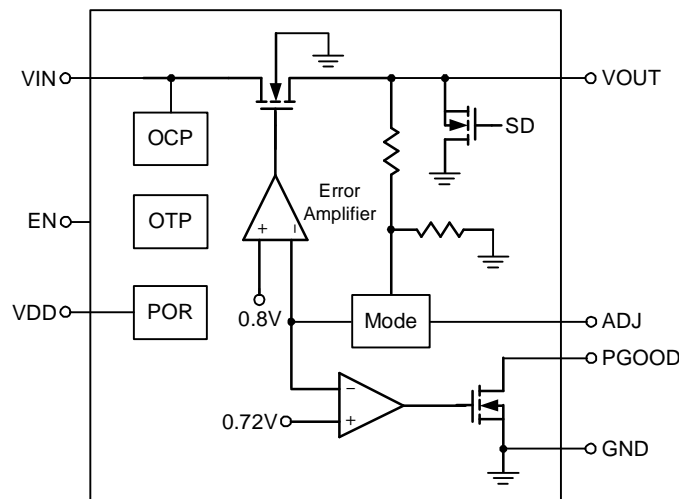 VIN
VOUT
OCP
SD
Error
Amplifier
EN
OTP
+
−
VDD
POR
0.8V
Mode
ADJ
PGOOD
−
0.72V
+
GND